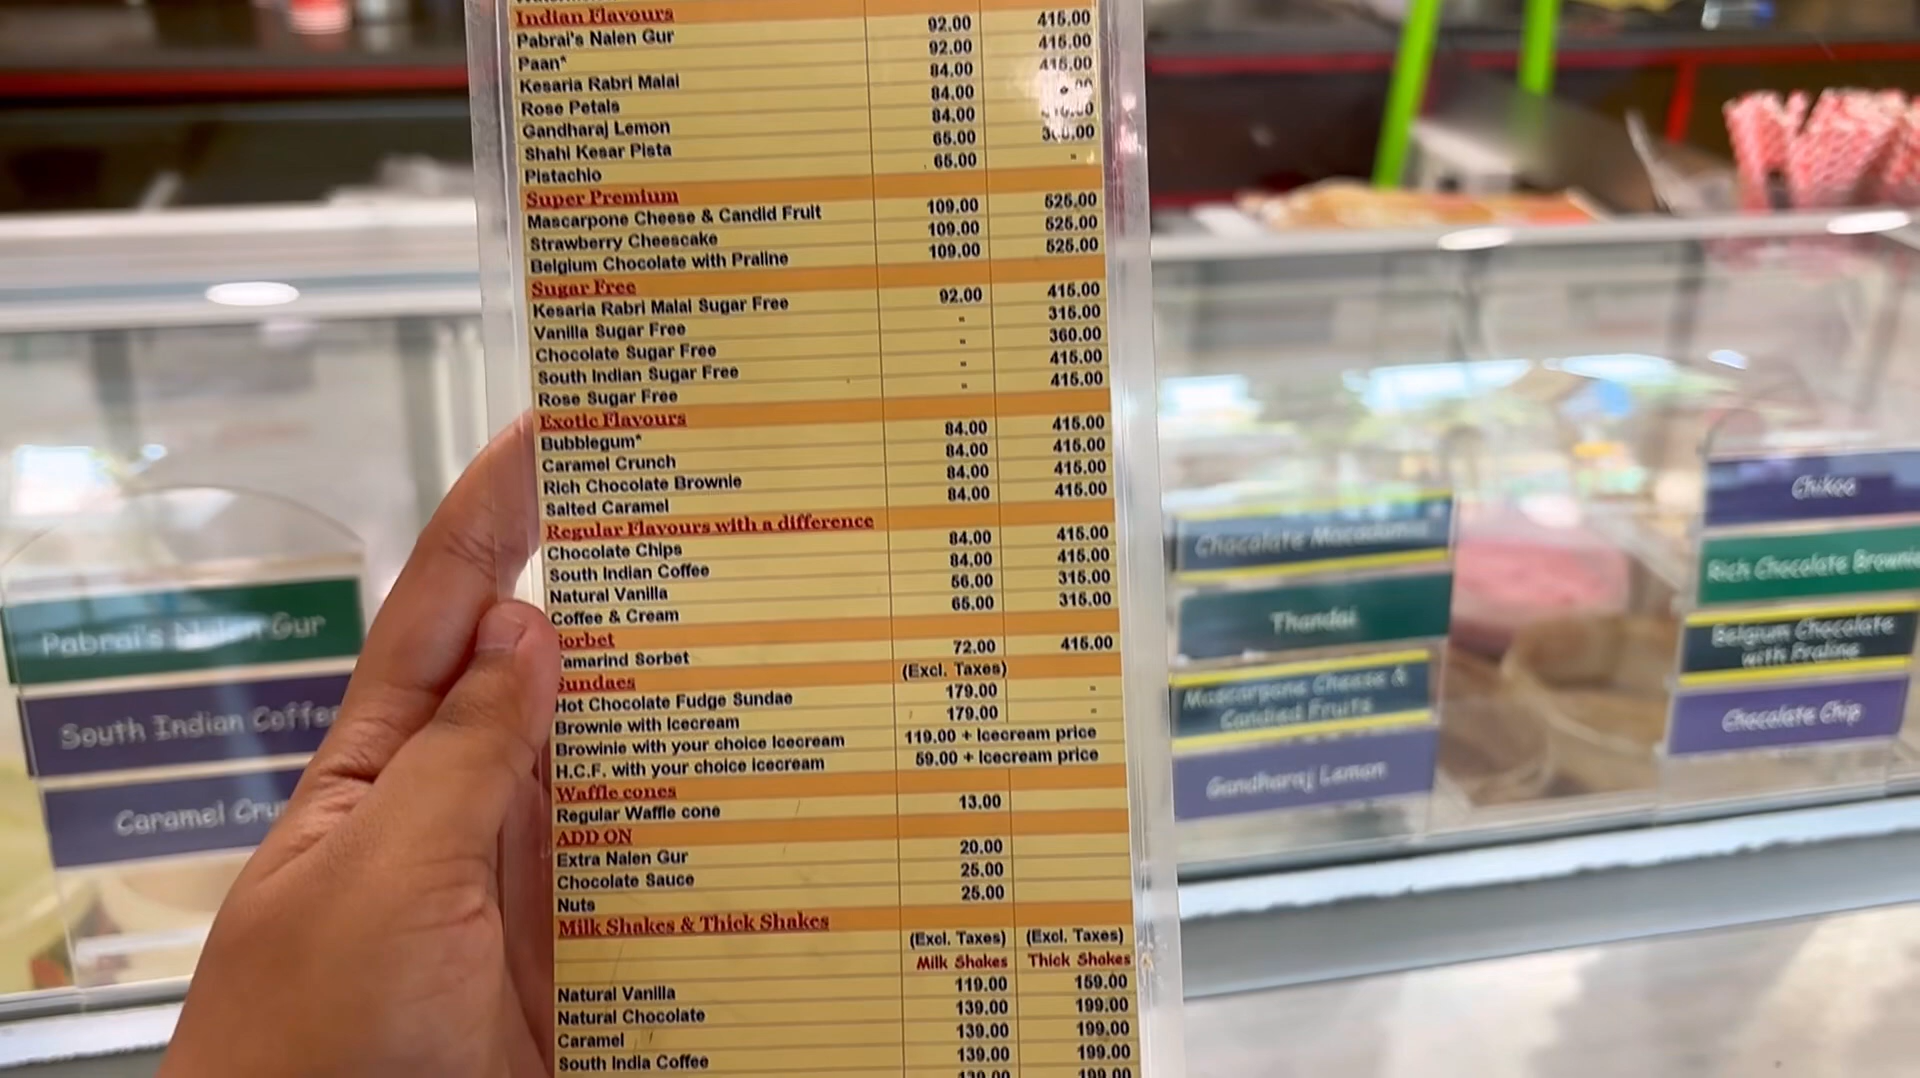 Indian Flavours
Pabrai's Nalen Gur 92.00 415.00
Paan* 92.00 415.00
Kesaria Rabri Malai 84.00 415.00
Rose Petals 84.00
Gandharaj Lemon 84.00
Shahi Kesar Pista 65.00
Pistachio 65.00 "
Super Premium
Mascarpone Cheese & Candid Fruit 109.00 525.00
Strawberry Cheescake 109.00 525.00
Belgium Chocolate with Praline 109.00 525.00
Sugar Free
Kesaria Rabri Malai Sugar Free 92.00 415.00
Vanilla Sugar Free " 315.00
Chocolate Sugar Free " 360.00
South Indian Sugar Free " 415.00
Rose Sugar Free " 415.00
Exotic Flavours
Bubblegum* 84.00 415.00
Caramel Crunch 84.00 415.00
Rich Chocolate Brownie 84.00 415.00
Salted Caramel 84.00 415.00
Regular Flavours with a difference
Chocolate Chips 84.00 415.00
South Indian Coffee 84.00 415.00
Natural Vanilla 56.00 315.00
Coffee & Cream 65.00 315.00
Sorbet
Tamarind Sorbet 72.00 415.00
Sundaes (Excl. Taxes)
Hot Chocolate Fudge Sundae 179.00 "
Brownie with Icecream 179.00 "
Browinie with your choice Icecream 119.00 + Icecream price
H.C.F. with your choice Icecream 59.00 + Icecream price
Waffle cones
Regular Waffle cone 13.00
ADD ON
Extra Nalen Gur 20.00
Chocolate Sauce 25.00
Nuts 25.00
Milk Shakes & Thick Shakes
(Excl. Taxes) (Excl. Taxes)
Milk Shakes Thick Shakes
Natural Vanilla 119.00 159.00
Natural Chocolate 139.00 199.00
Caramel 139.00 199.00
South India Coffee 139.00 199.00
139.00 199.00
Pabrai's Nalen Gur
South Indian Coffee
Caramel Cru
Chocolate Macadamia
Thandai
Mascarpone Cheese &
Candied Fruits
Gandharaj Lemon
Chikoo
Rich Chocolate Brownie
Belgium Chocolate
with Praline
Chocolate Chip